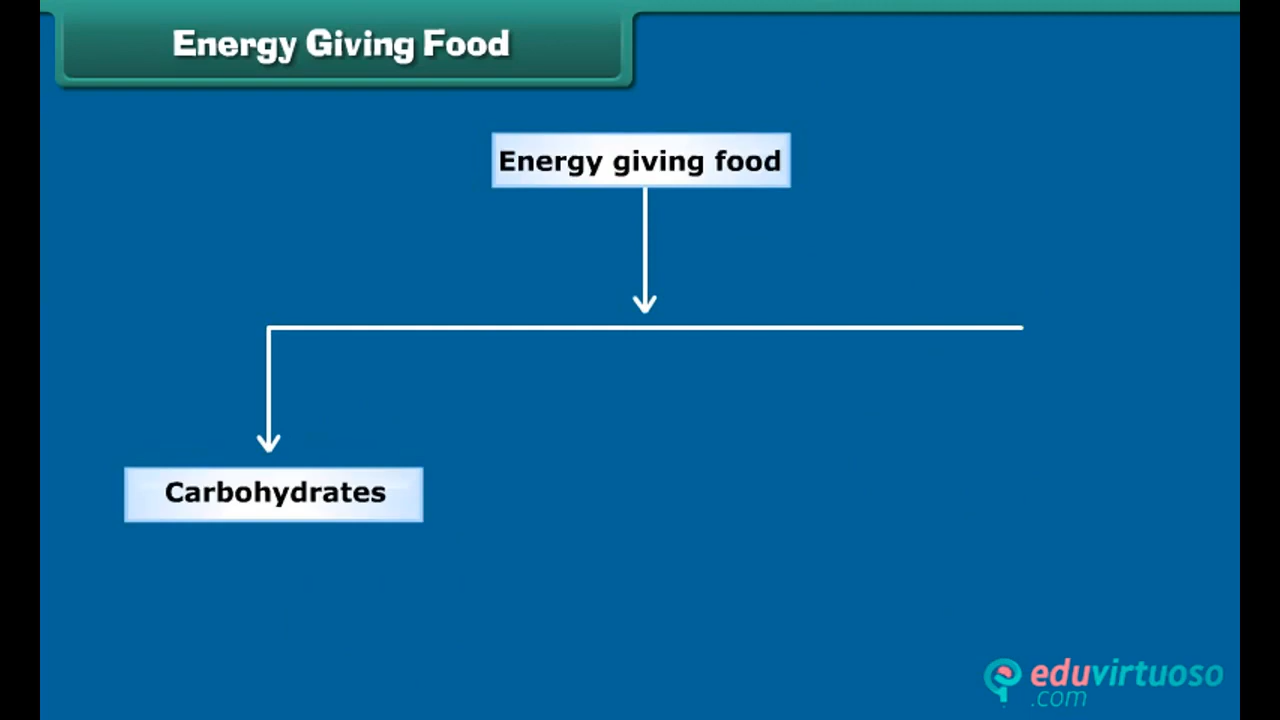 Energy Giving Food
Energy giving food
Carbohydrates
eduvirtuoso
.com